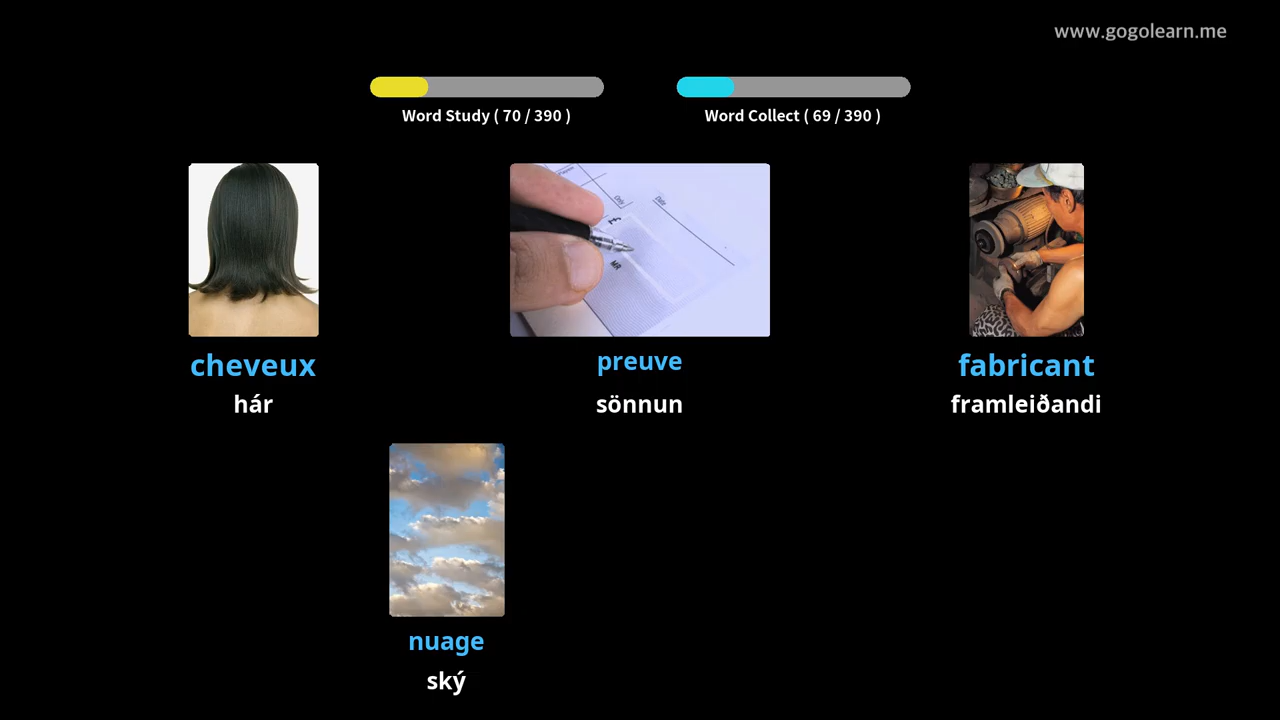 www.gogolearn.me
Word Study ( 70 / 390 )
Word Collect ( 69 / 390 )
cheveux
hár
preuve
sönnun
fabricant
framleiðandi
nuage
ský